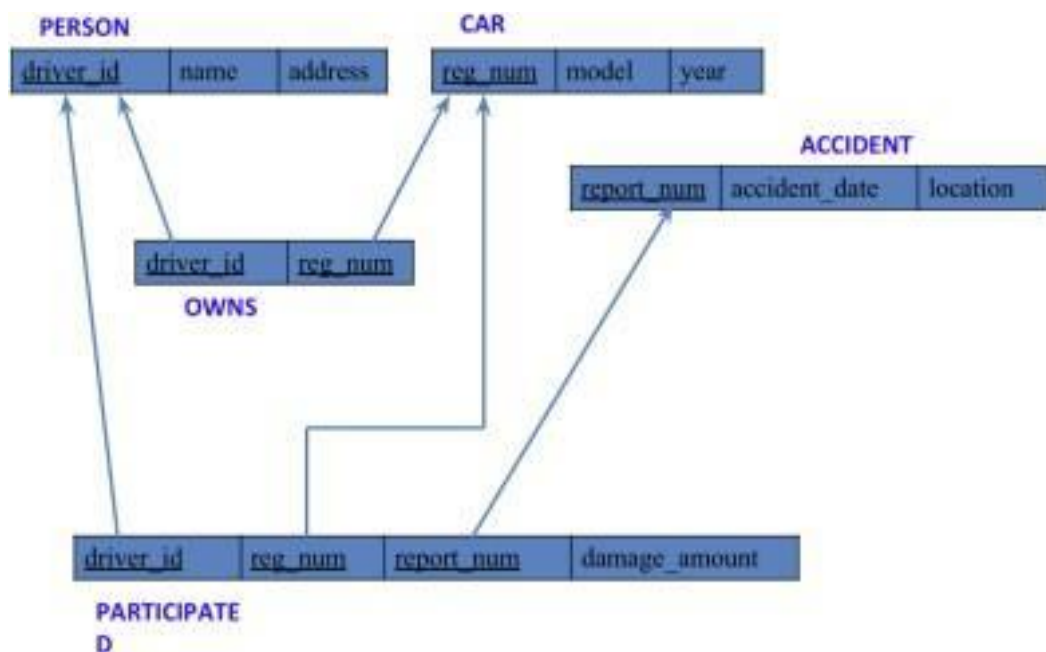 PERSON
CAR
driver_id name address
reg_num model year
ACCIDENT
report_num accident_date location
driver_id reg_num
OWNS
driver_id reg_num report_num damage_amount
PARTICIPATE
D